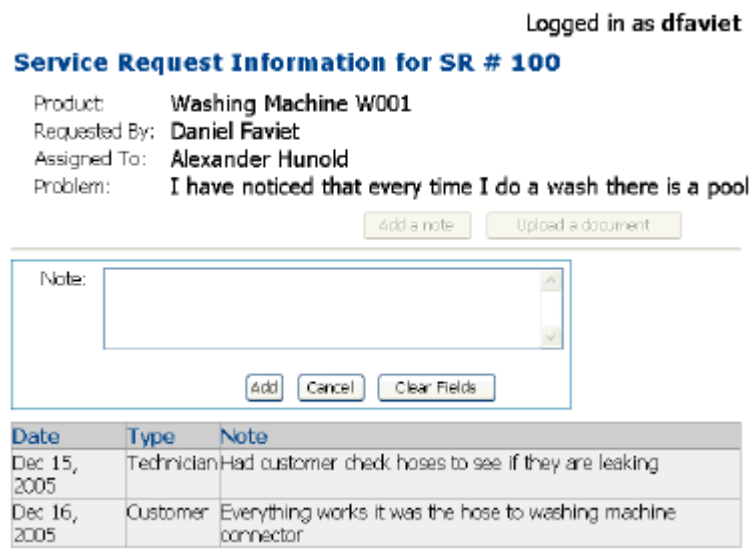 Logged in as dfaviet
Service Request Information for SR # 100
Product: Washing Machine W001
Requested By: Daniel Faviet
Assigned To: Alexander Hunold
Problem: I have noticed that every time I do a wash there is a pool
Add a note Upload a document
Note:
Add Cancel Clear Fields
Date Type Note
Dec 15, Technician Had customer check hoses to see if they are leaking
2005
Dec 16, Customer Everything works it was the hose to washing machine
2005 connector